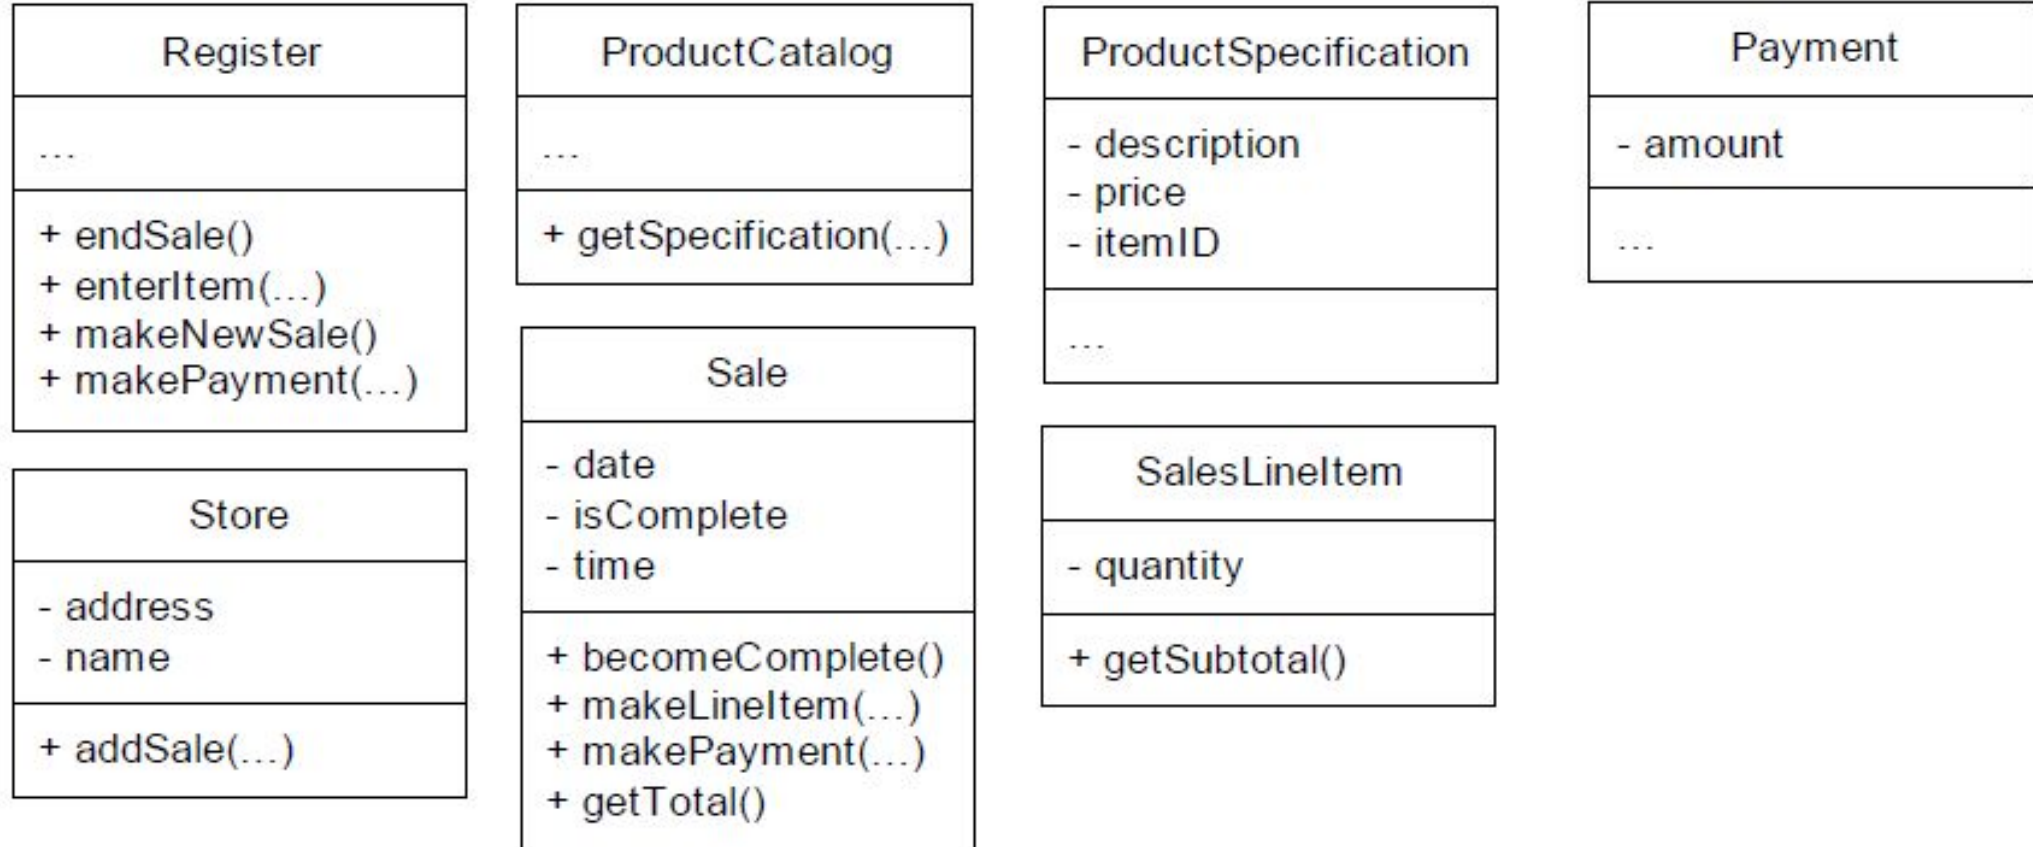 Register
...
+ endSale()
+ enterItem(...)
+ makeNewSale()
+ makePayment(...)
Store
- address
- name
+ addSale(...)
ProductCatalog
...
+ getSpecification(...)
Sale
- date
- isComplete
- time
+ becomeComplete()
+ makeLineItem(...)
+ makePayment(...)
+ getTotal()
ProductSpecification
- description
- price
- itemID
...
SalesLineItem
- quantity
+ getSubtotal()
Payment
- amount
...